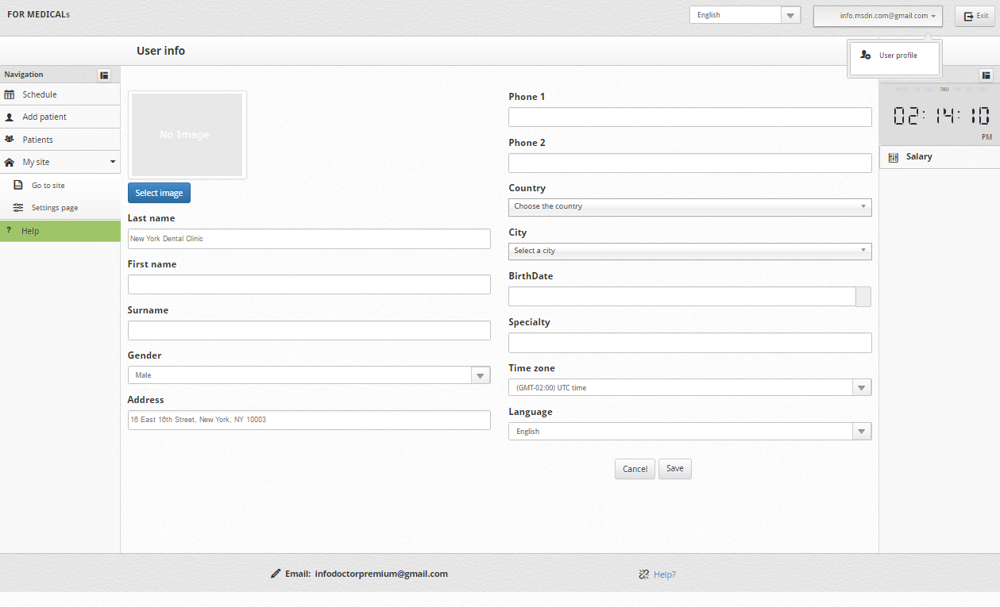 FOR MEDICALs
English
info.msdn.com@gmail.com
Exit
User info
User profile
Navigation
Schedule
Add patient
Patients
My site
Go to site
Settings page
? Help
No Image
Select image
Last name
New York Dental Clinic
First name
Surname
Gender
Male
Address
16 East 16th Street, New York, NY 10003
Phone 1
Phone 2
Country
Choose the country
City
Select a city
BirthDate
Specialty
Time zone
(GMT-02:00) UTC time
Language
English
Cancel
Save
MON TUE WED THU FRI SAT SUN
02:14:10
PM
Salary
Email: infodoctorpremium@gmail.com
Help?